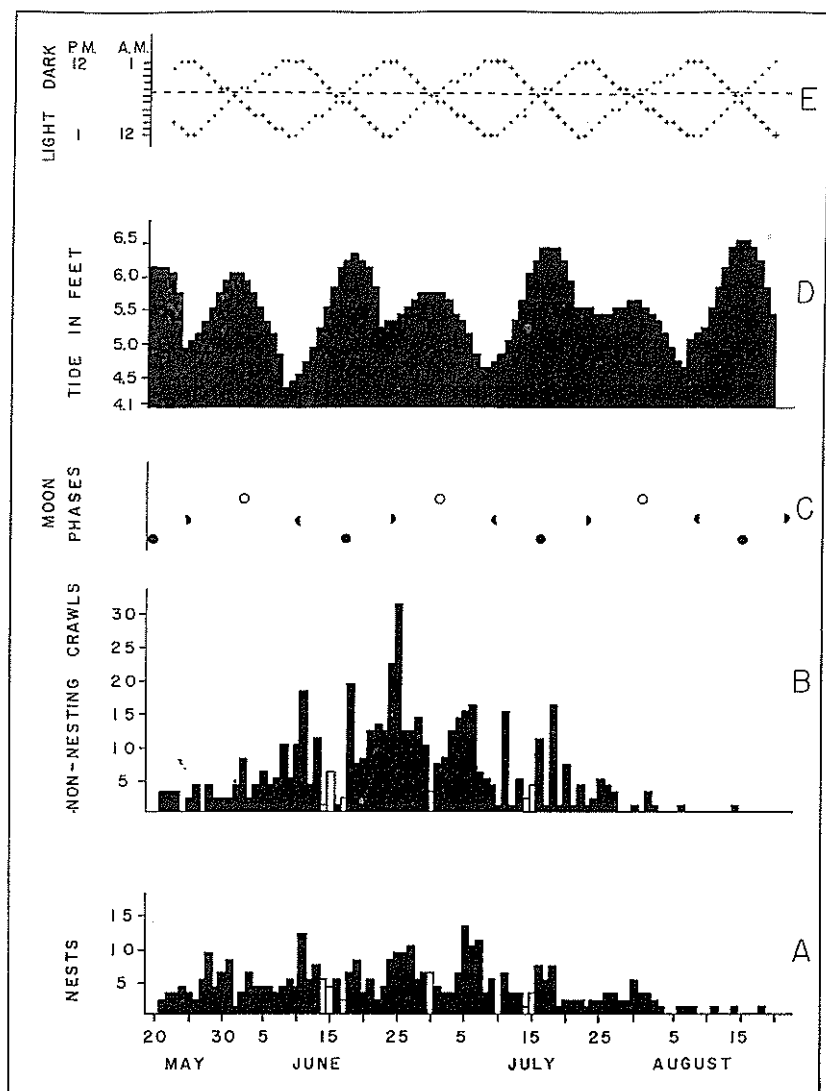 P.M. A.M.
12 1
1 12
LIGHT DARK
E
6.5
6.0
5.5
5.0
4.5
4.1
TIDE IN FEET
D
MOON
PHASES
C
30
25
20
15
10
5
NON-NESTING CRAWLS
B
15
10
5
NESTS
A
20 30 5 15 25 5 15 25 5 15
MAY JUNE JULY AUGUST